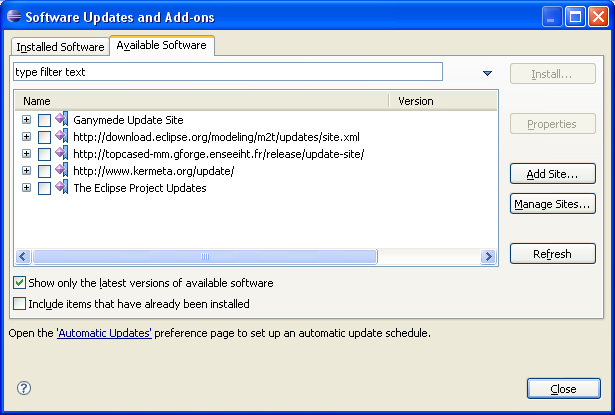 Software Updates and Add-ons
Installed Software Available Software
type filter text
Install...
Name Version
Ganymede Update Site
Properties
http://download.eclipse.org/modeling/m2t/updates/site.xml
http://topcased-mm.gforge.enseeiht.fr/release/update-site/
http://www.kermeta.org/update/
Add Site...
The Eclipse Project Updates
Manage Sites...
Refresh
Show only the latest versions of available software
Include items that have already been installed
Open the 'Automatic Updates' preference page to set up an automatic update schedule.
?
Close